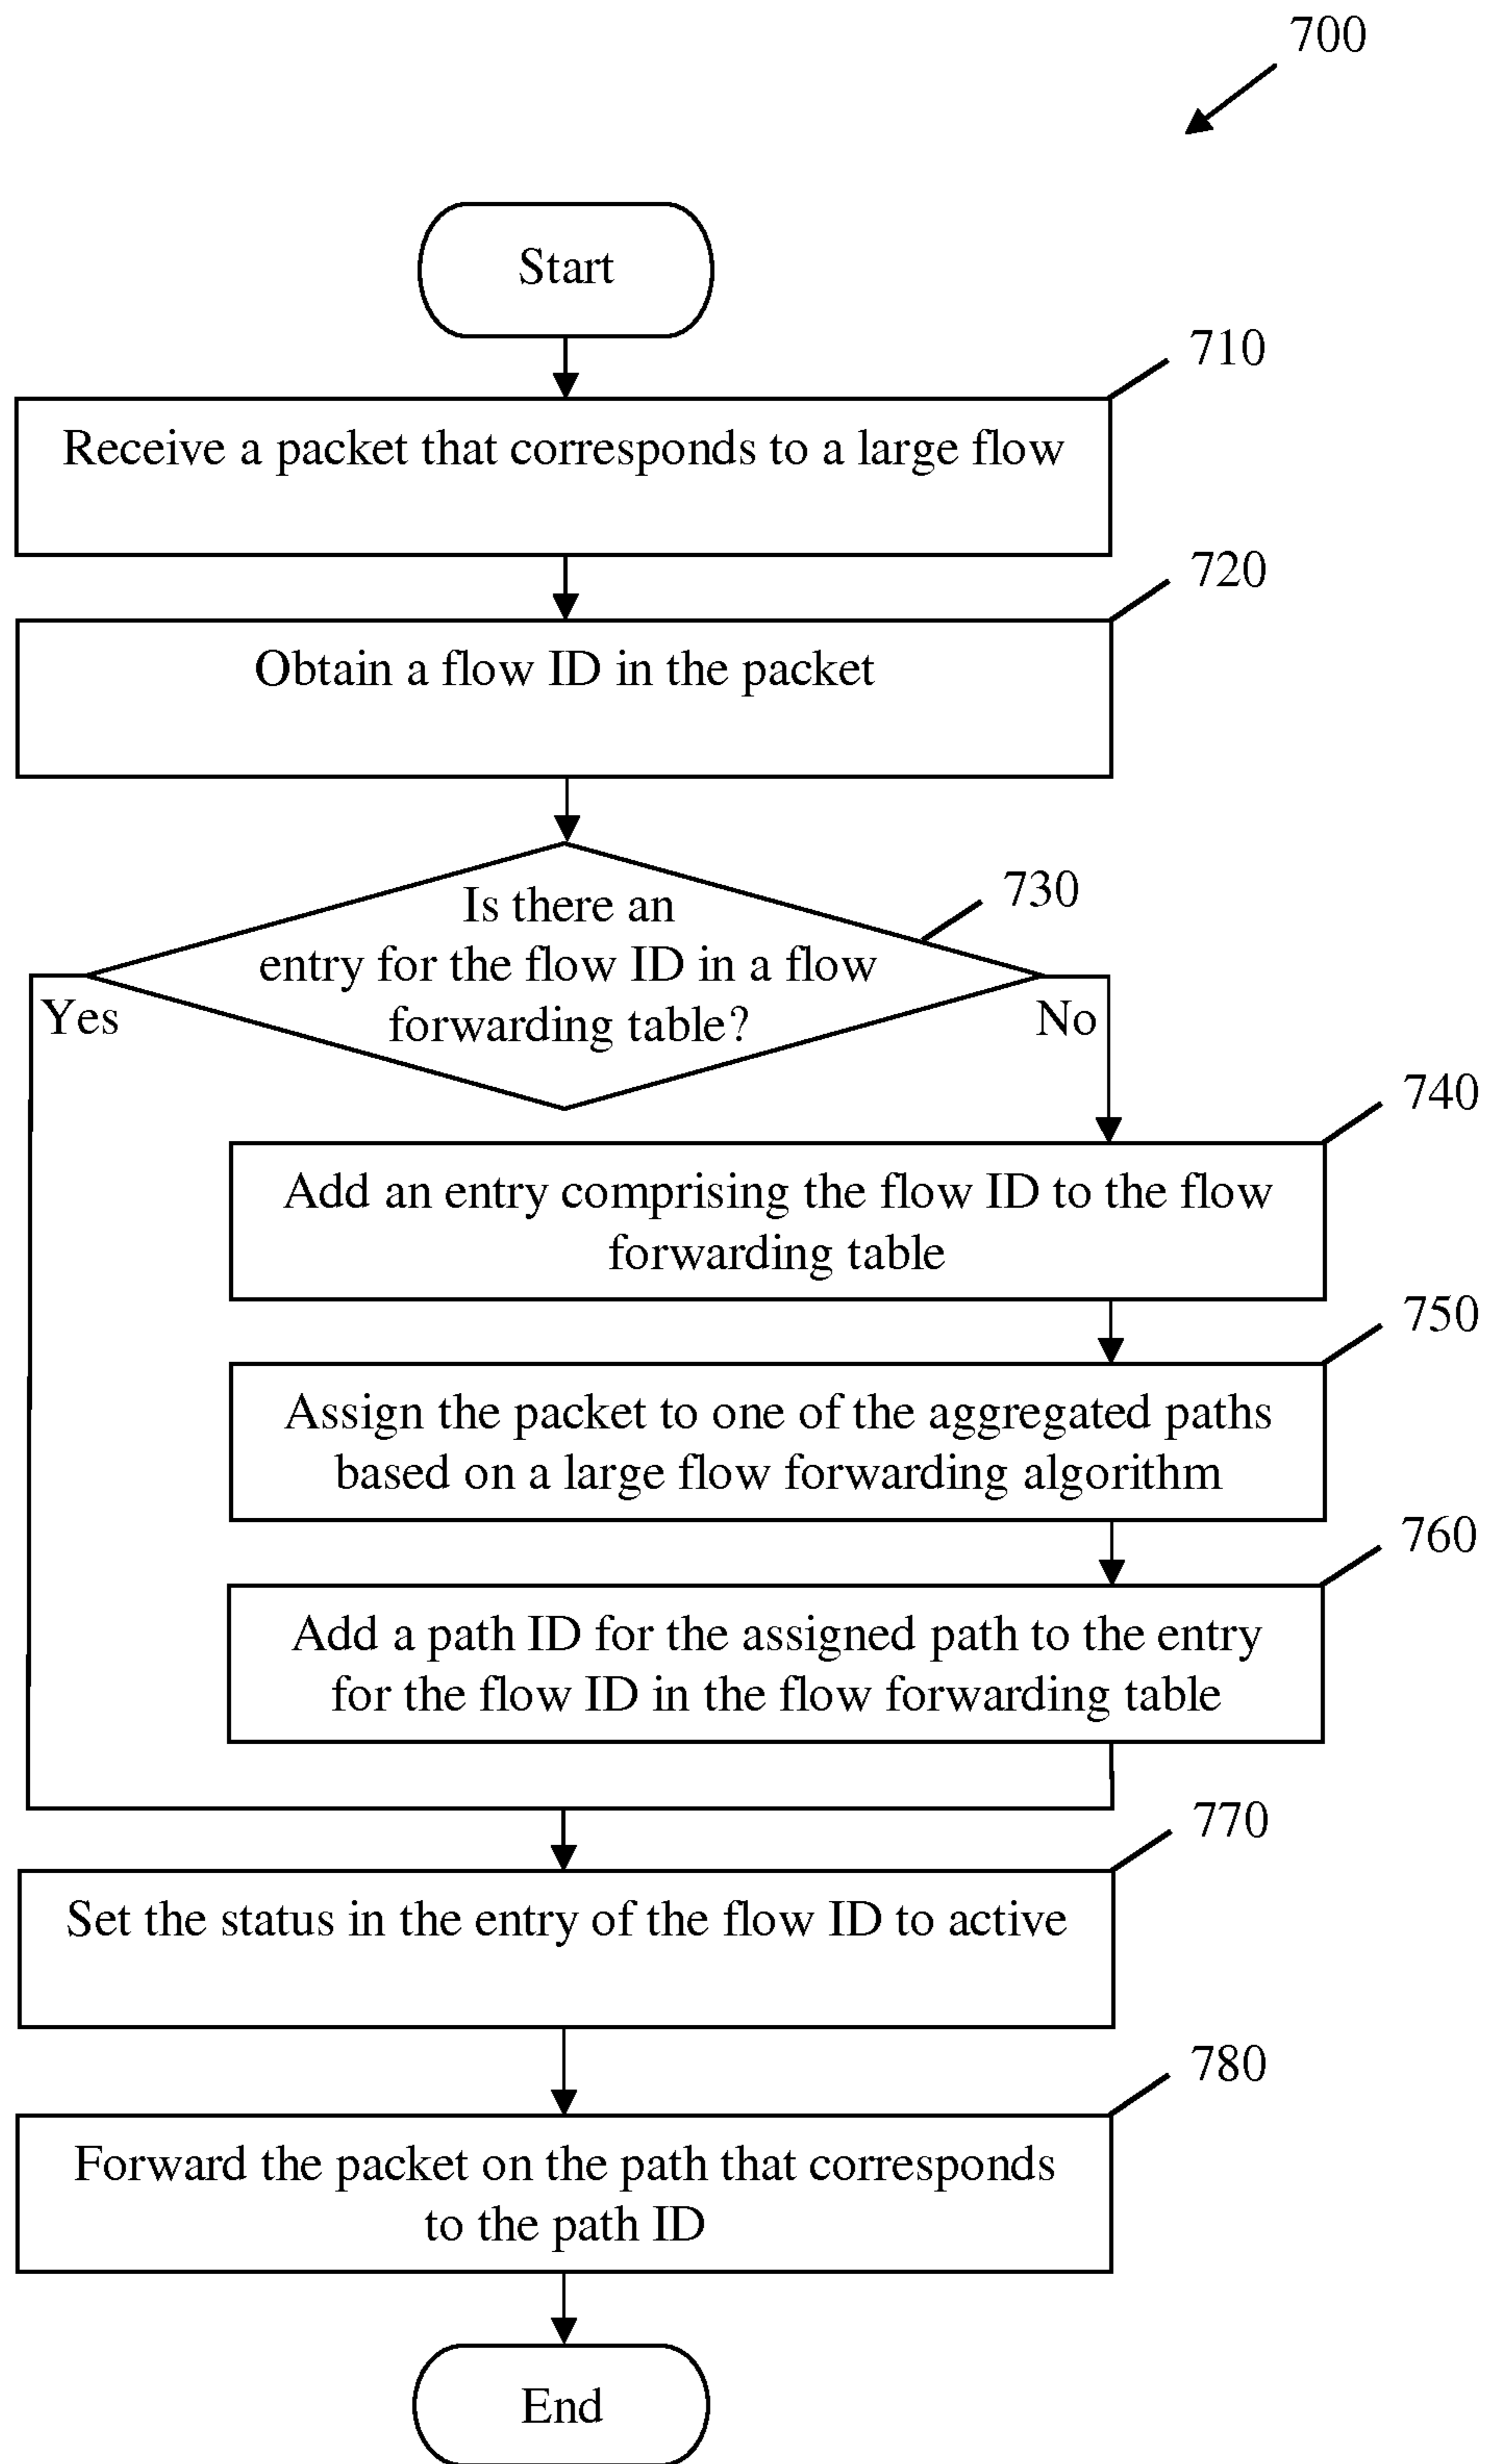 700
Start
710
Receive a packet that corresponds to a large flow
720
Obtain a flow ID in the packet
730
Is there an
entry for the flow ID in a flow
forwarding table?
Yes
No
740
Add an entry comprising the flow ID to the flow
forwarding table
750
Assign the packet to one of the aggregated paths
based on a large flow forwarding algorithm
760
Add a path ID for the assigned path to the entry
for the flow ID in the flow forwarding table
770
Set the status in the entry of the flow ID to active
780
Forward the packet on the path that corresponds
to the path ID
End